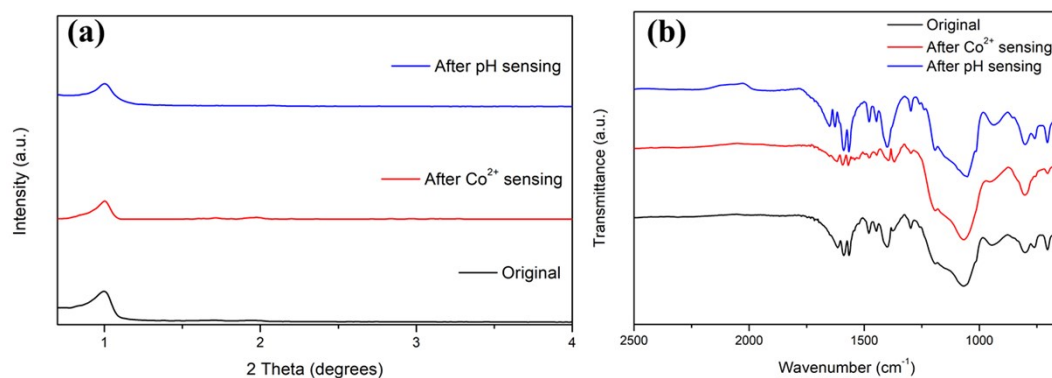 (a)
After pH sensing
After Co²⁺ sensing
Original
Intensity (a.u.)
1 2 3 4
2 Theta (degrees)
(b)
Original
After Co²⁺ sensing
After pH sensing
Transmittance (a.u.)
2500 2000 1500 1000
Wavenumber (cm⁻¹)